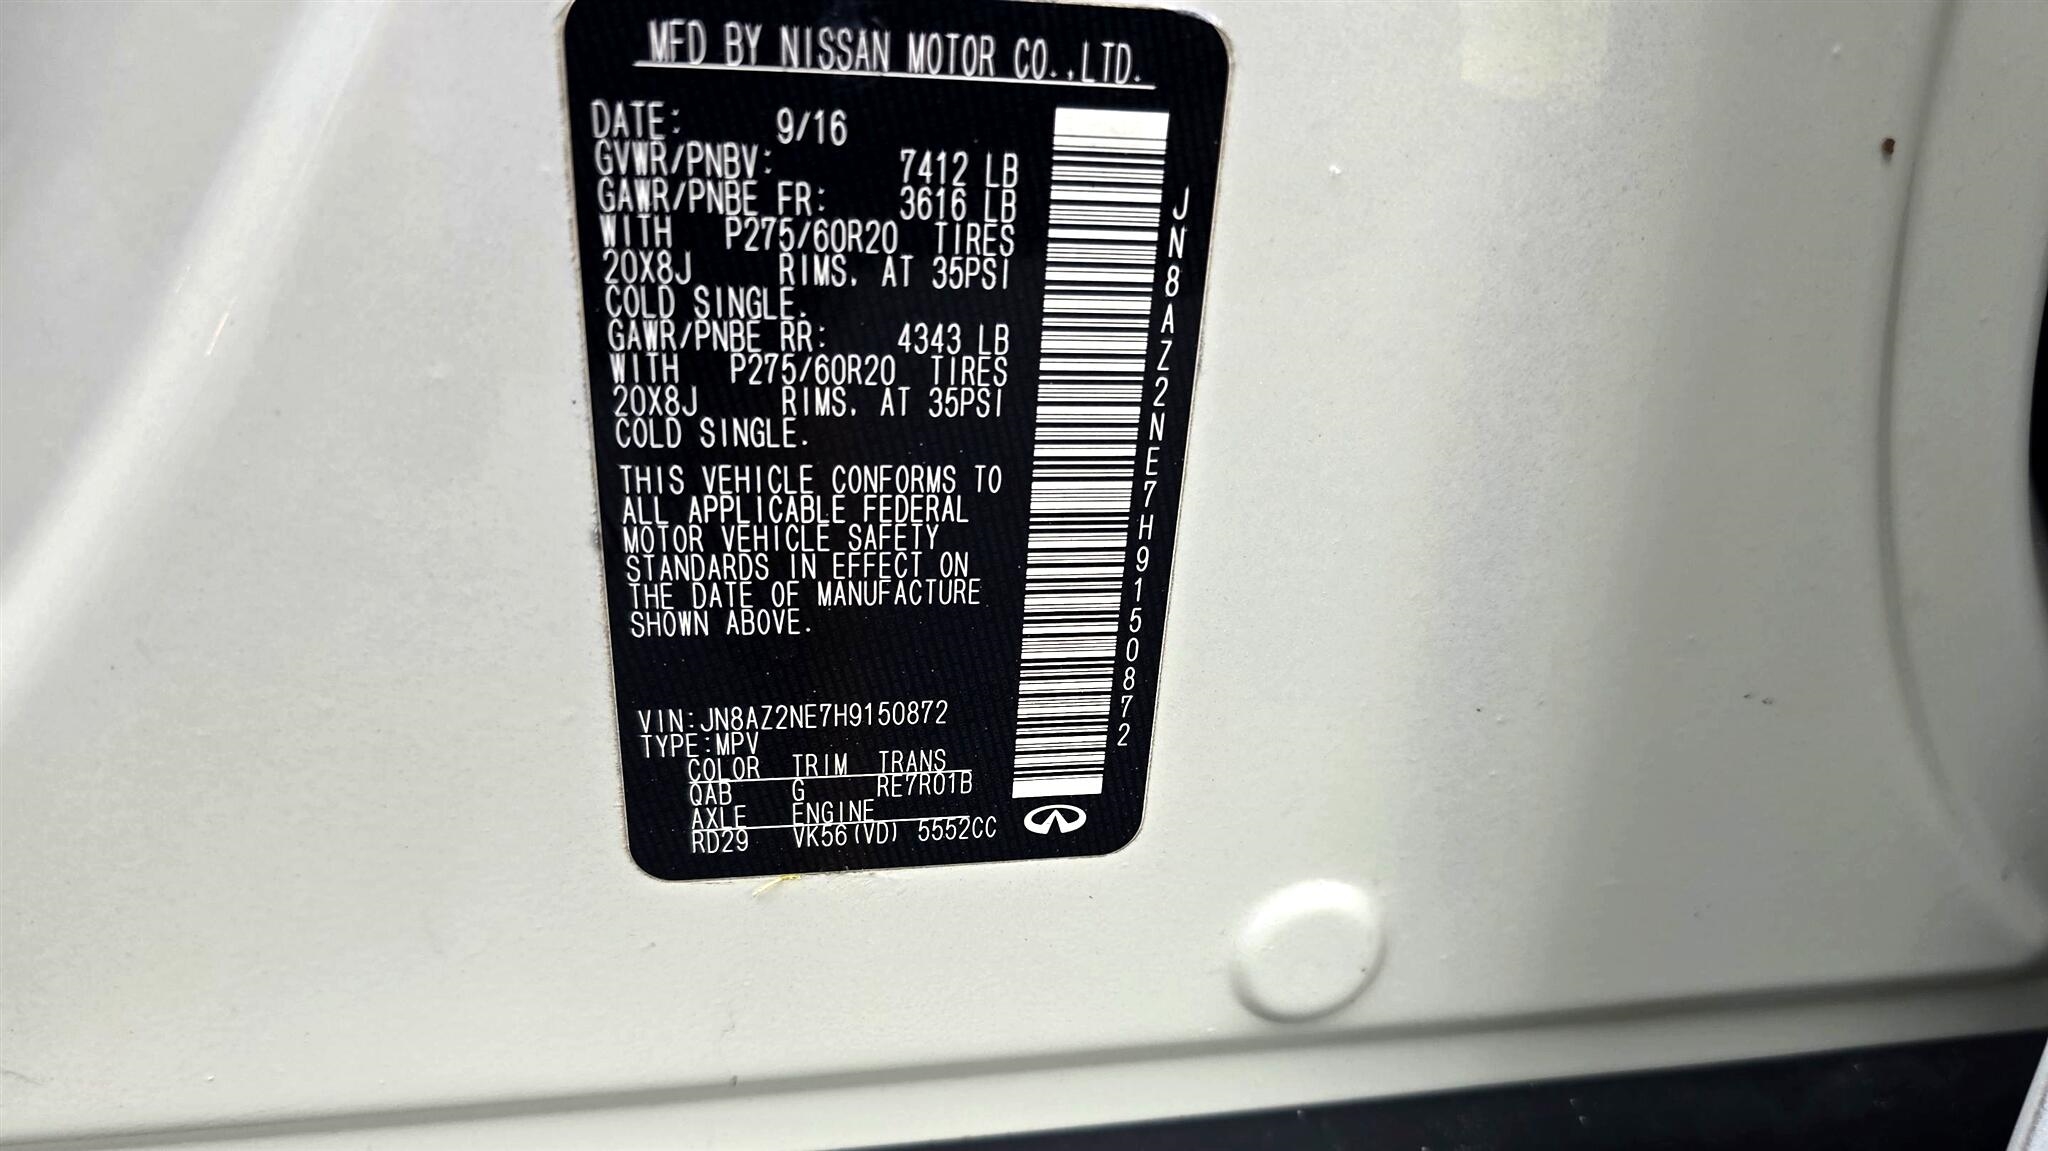 MFD BY NISSAN MOTOR CO.,LTD.
DATE: 9/16
GVWR/PNBV: 7412 LB
GAWR/PNBE FR: 3616 LB
WITH P275/60R20 TIRES
20X8J RIMS. AT 35PSI
COLD SINGLE.
GAWR/PNBE RR: 4343 LB
WITH P275/60R20 TIRES
20X8J RIMS. AT 35PSI
COLD SINGLE.
THIS VEHICLE CONFORMS TO
ALL APPLICABLE FEDERAL
MOTOR VEHICLE SAFETY
STANDARDS IN EFFECT ON
THE DATE OF MANUFACTURE
SHOWN ABOVE.
VIN:JN8AZ2NE7H9150872
TYPE:MPV
COLOR TRIM TRANS
QAB G RE7R01B
AXLE ENGINE
RD29 VK56(VD) 5552CC
JN8AZ2NE7H9150872